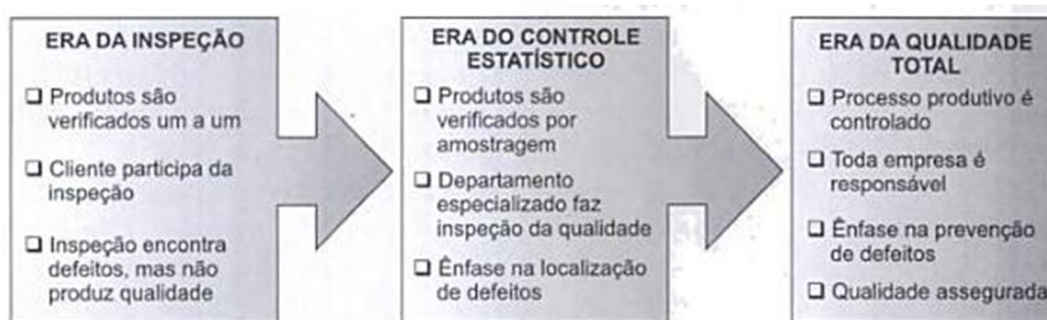 ERA DA INSPEÇÃO
❑ Produtos são
verificados um a um
❑ Cliente participa da
inspeção
❑ Inspeção encontra
defeitos, mas não
produz qualidade
ERA DO CONTROLE
ESTATÍSTICO
❑ Produtos são
verificados por
amostragem
❑ Departamento
especializado faz
inspeção da qualidade
❑ Ênfase na localização
de defeitos
ERA DA QUALIDADE
TOTAL
❑ Processo produtivo é
controlado
❑ Toda empresa é
responsável
❑ Ênfase na prevenção
de defeitos
❑ Qualidade assegurada